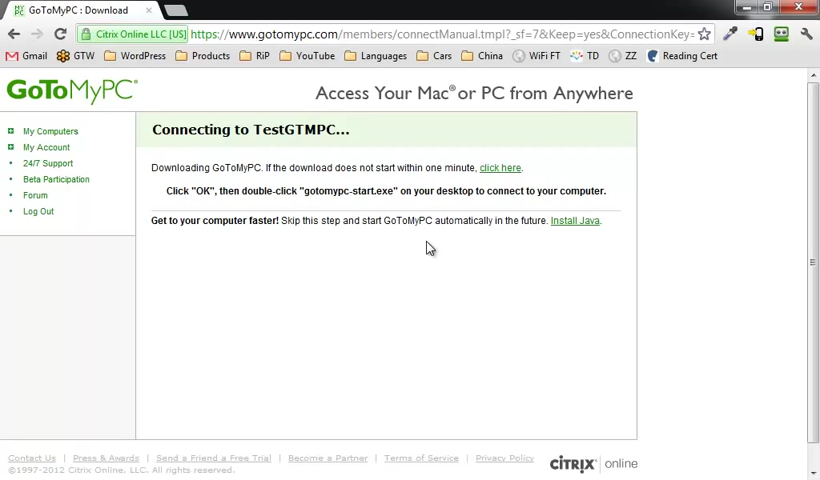 GoToMyPC : Download
Citrix Online LLC [US] https://www.gotomypc.com/members/connectManual.tmpl?_sf=7&Keep=yes&ConnectionKey=
Gmail GTW WordPress Products RiP YouTube Languages Cars China WiFi FT TD ZZ Reading Cert
GoToMyPC® Access Your Mac® or PC from Anywhere
Connecting to TestGTMPC...
My Computers
My Account
24/7 Support
Beta Participation
Forum
Log Out
Downloading GoToMyPC. If the download does not start within one minute, click here.
Click "OK", then double-click "gotomypc-start.exe" on your desktop to connect to your computer.
Get to your computer faster! Skip this step and start GoToMyPC automatically in the future. Install Java.
Contact Us | Press & Awards | Send a Friend a Free Trial | Become a Partner | Terms of Service | Privacy Policy
©1997-2012 Citrix Online, LLC. All rights reserved.
CITRIX® online